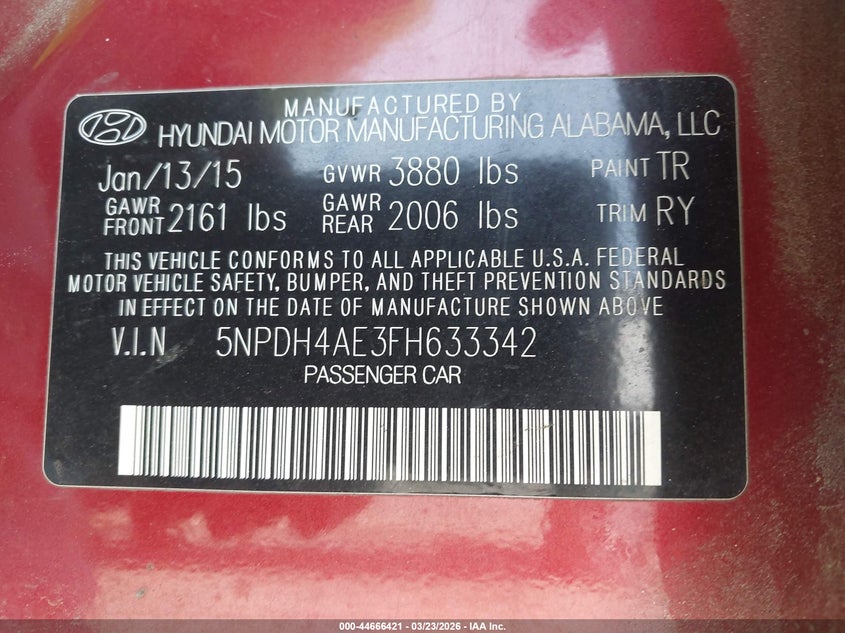 MANUFACTURED BY
HYUNDAI MOTOR MANUFACTURING ALABAMA, LLC
Jan/13/15 GVWR 3880 lbs PAINT TR
GAWR FRONT 2161 lbs GAWR REAR 2006 lbs TRIM RY
THIS VEHICLE CONFORMS TO ALL APPLICABLE U.S.A. FEDERAL
MOTOR VEHICLE SAFETY, BUMPER, AND THEFT PREVENTION STANDARDS
IN EFFECT ON THE DATE OF MANUFACTURE SHOWN ABOVE
V.I.N 5NPDH4AE3FH633342
PASSENGER CAR
000-44666421 - 03/23/2026 - IAA Inc.